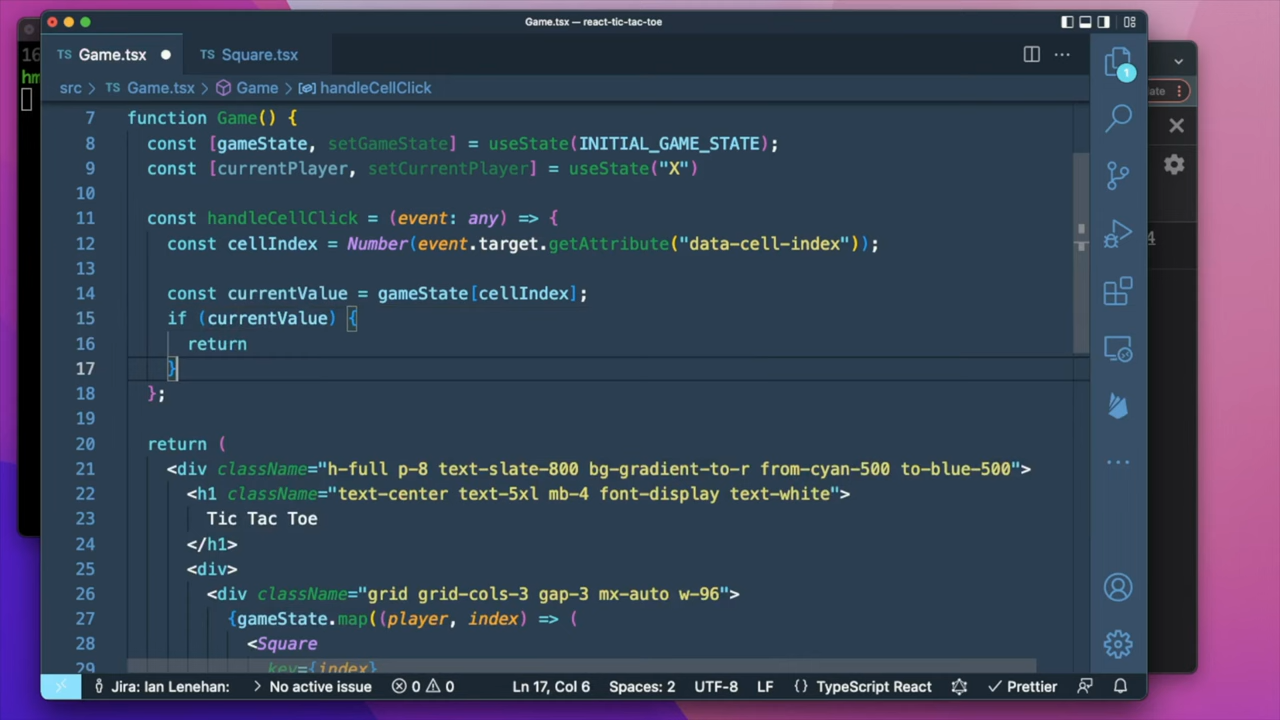 Game.tsx — react-tic-tac-toe
16
TS Game.tsx TS Square.tsx
hm
src > TS Game.tsx > Game > handleCellClick
1
ate
7 function Game() {
8 const [gameState, setGameState] = useState(INITIAL_GAME_STATE);
9 const [currentPlayer, setCurrentPlayer] = useState("X")
10
11 const handleCellClick = (event: any) => {
12 const cellIndex = Number(event.target.getAttribute("data-cell-index"));
4
13
14 const currentValue = gameState[cellIndex];
15 if (currentValue) {
16 return
17 }
18 };
19
20 return (
21 <div className="h-full p-8 text-slate-800 bg-gradient-to-r from-cyan-500 to-blue-500">
22 <h1 className="text-center text-5xl mb-4 font-display text-white">
23 Tic Tac Toe
24 </h1>
25 <div>
26 <div className="grid grid-cols-3 gap-3 mx-auto w-96">
27 {gameState.map((player, index) => (
28 <Square
29 key={index}
Jira: Ian Lenehan: > No active issue 0 0 Ln 17, Col 6 Spaces: 2 UTF-8 LF {} TypeScript React Prettier